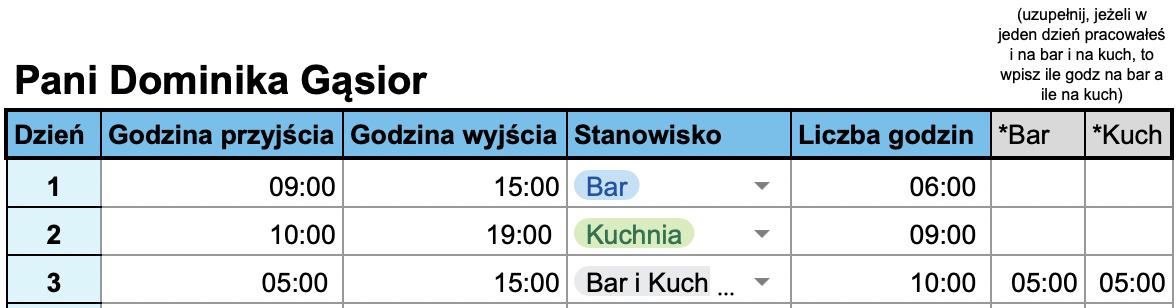 (uzupełnij, jeżeli w
jeden dzień pracowałeś
i na bar i na kuch, to
wpisz ile godz na bar a
ile na kuch)
Pani Dominika Gąsior
Dzień Godzina przyjścia Godzina wyjścia Stanowisko Liczba godzin *Bar *Kuch
1 09:00 15:00 Bar 06:00
2 10:00 19:00 Kuchnia 09:00
3 05:00 15:00 Bar i Kuch ... 10:00 05:00 05:00